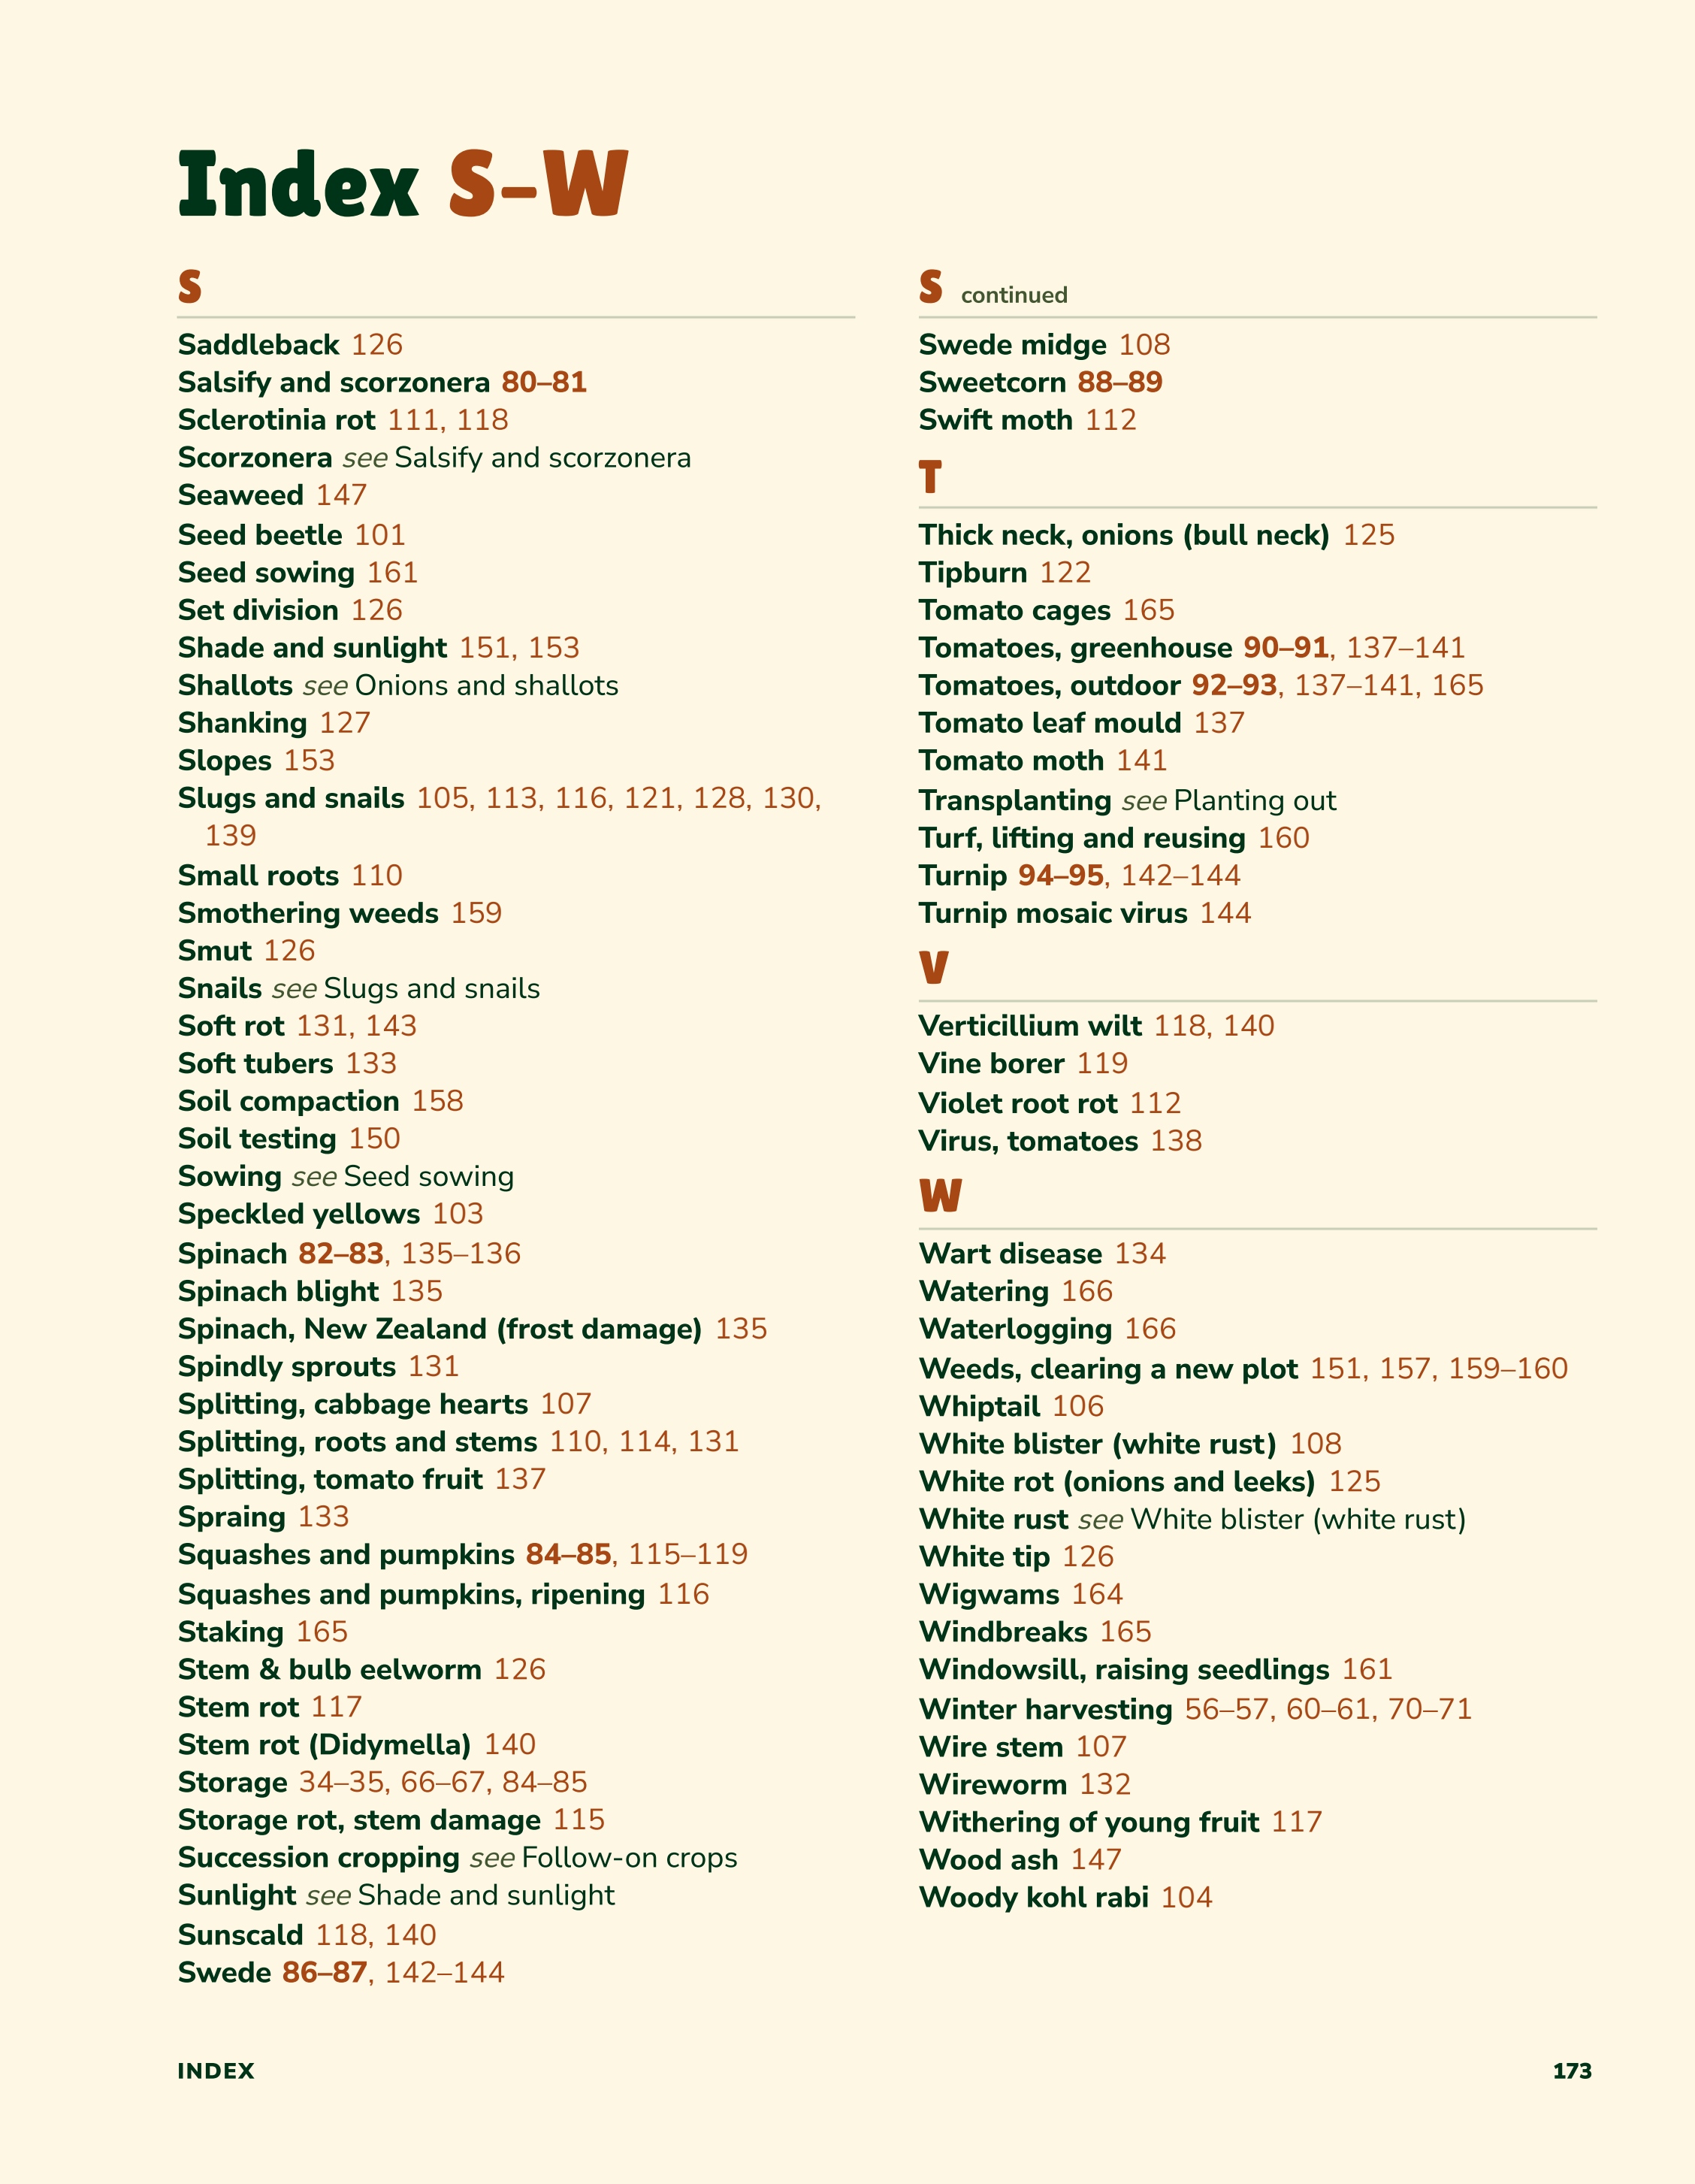 Index S–W
S
Saddleback 126
Salsify and scorzonera 80–81
Sclerotinia rot 111, 118
Scorzonera see Salsify and scorzonera
Seaweed 147
Seed beetle 101
Seed sowing 161
Set division 126
Shade and sunlight 151, 153
Shallots see Onions and shallots
Shanking 127
Slopes 153
Slugs and snails 105, 113, 116, 121, 128, 130,
139
Small roots 110
Smothering weeds 159
Smut 126
Snails see Slugs and snails
Soft rot 131, 143
Soft tubers 133
Soil compaction 158
Soil testing 150
Sowing see Seed sowing
Speckled yellows 103
Spinach 82–83, 135–136
Spinach blight 135
Spinach, New Zealand (frost damage) 135
Spindly sprouts 131
Splitting, cabbage hearts 107
Splitting, roots and stems 110, 114, 131
Splitting, tomato fruit 137
Spraing 133
Squashes and pumpkins 84–85, 115–119
Squashes and pumpkins, ripening 116
Staking 165
Stem & bulb eelworm 126
Stem rot 117
Stem rot (Didymella) 140
Storage 34–35, 66–67, 84–85
Storage rot, stem damage 115
Succession cropping see Follow-on crops
Sunlight see Shade and sunlight
Sunscald 118, 140
Swede 86–87, 142–144
S continued
Swede midge 108
Sweetcorn 88–89
Swift moth 112
T
Thick neck, onions (bull neck) 125
Tipburn 122
Tomato cages 165
Tomatoes, greenhouse 90–91, 137–141
Tomatoes, outdoor 92–93, 137–141, 165
Tomato leaf mould 137
Tomato moth 141
Transplanting see Planting out
Turf, lifting and reusing 160
Turnip 94–95, 142–144
Turnip mosaic virus 144
V
Verticillium wilt 118, 140
Vine borer 119
Violet root rot 112
Virus, tomatoes 138
W
Wart disease 134
Watering 166
Waterlogging 166
Weeds, clearing a new plot 151, 157, 159–160
Whiptail 106
White blister (white rust) 108
White rot (onions and leeks) 125
White rust see White blister (white rust)
White tip 126
Wigwams 164
Windbreaks 165
Windowsill, raising seedlings 161
Winter harvesting 56–57, 60–61, 70–71
Wire stem 107
Wireworm 132
Withering of young fruit 117
Wood ash 147
Woody kohl rabi 104
INDEX
173